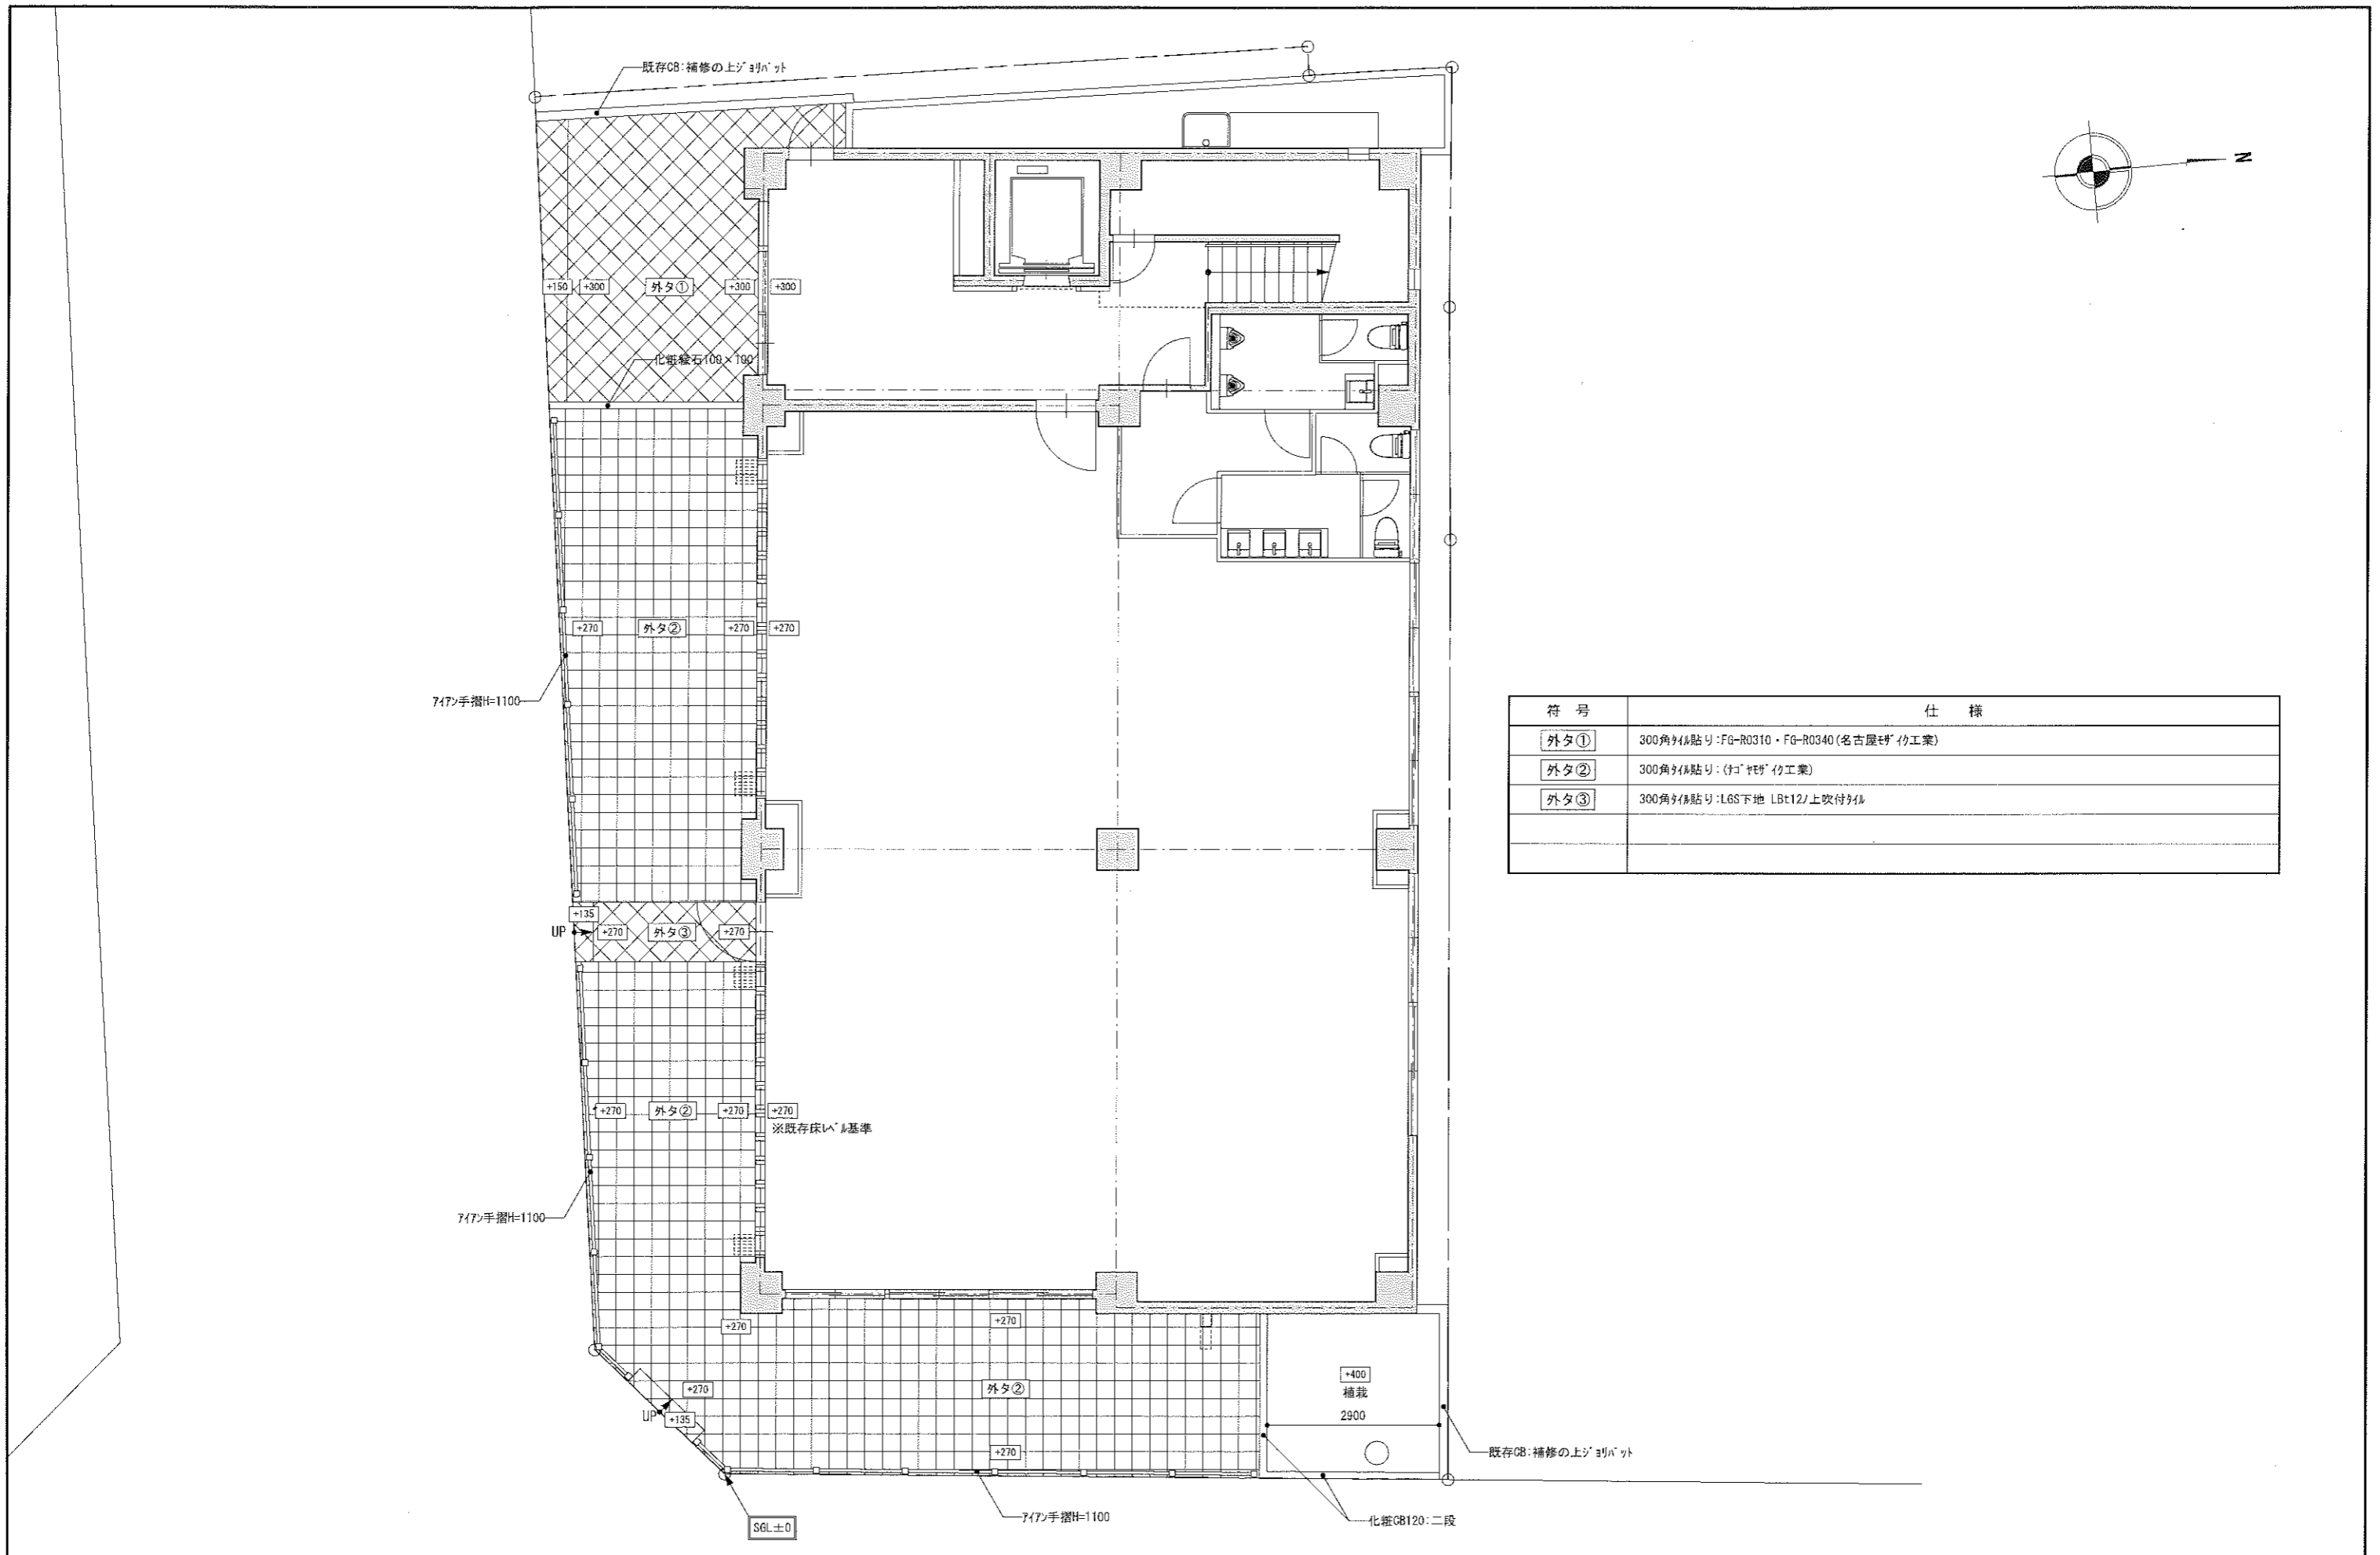 既存CB:補修の上ジョリパット
N
+150
+300
外タ①
+300
+300
化粧縁石100×100
+270
外タ②
+270
+270
アイアン手摺H=1100
符 号
仕 様
外タ①
300角タイル貼り:FG-R0310・FG-R0340(名古屋モザイク工業)
外タ②
300角タイル貼り:(ナゴヤモザイク工業)
外タ③
300角タイル貼り:LGS下地 LBt12ノ上吹付タイル
+135
UP
+270
外タ③
+270
+270
外タ②
+270
+270
※既存床レベル基準
アイアン手摺H=1100
+270
+270
+270
外タ②
+400
植栽
UP
+135
2900
+270
既存CB:補修の上ジョリパット
アイアン手摺H=1100
化粧CB120:二段
SGL±0